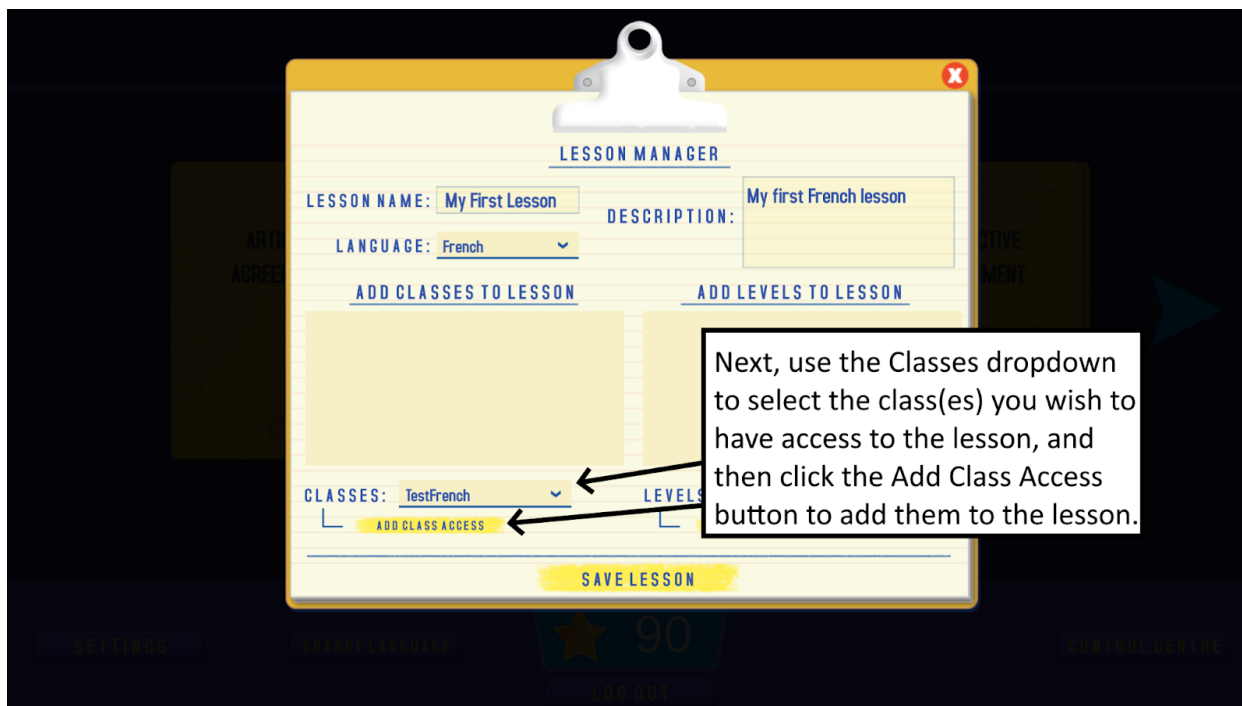 LESSON MANAGER
LESSON NAME: My First Lesson
DESCRIPTION: My first French lesson
LANGUAGE: French
ADD CLASSES TO LESSON
ADD LEVELS TO LESSON
Next, use the Classes dropdown
to select the class(es) you wish to
have access to the lesson, and
then click the Add Class Access
button to add them to the lesson.
CLASSES: TestFrench
LEVELS
ADD CLASS ACCESS
SAVE LESSON
SETTINGS
CHANGE LANGUAGE
90
CONTROL CENTRE
LOG OUT